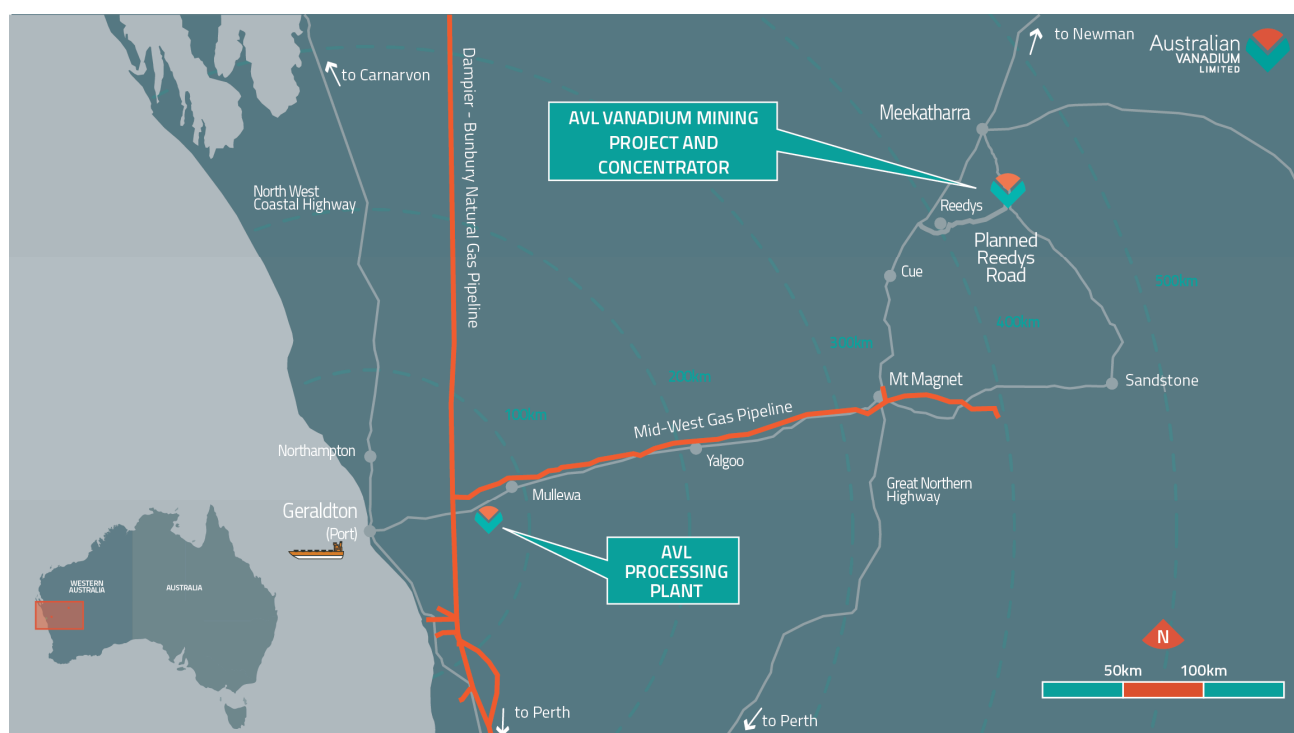 to Newman
Australian
VANADIUM
LIMITED
to Carnarvon
Dampier - Bunbury Natural Gas Pipeline
AVL VANADIUM MINING
PROJECT AND
CONCENTRATOR
Meekatharra
North West
Coastal Highway
Reedys
Planned
Reedys
Road
Cue
500km
400km
300km
200km
100km
Mt Magnet
Sandstone
Mid-West Gas Pipeline
Northampton
Yalgoo
Mullewa
Great Northern
Highway
Geraldton
(Port)
AVL
PROCESSING
PLANT
WESTERN
AUSTRALIA
AUSTRALIA
N
50km
100km
to Perth
to Perth